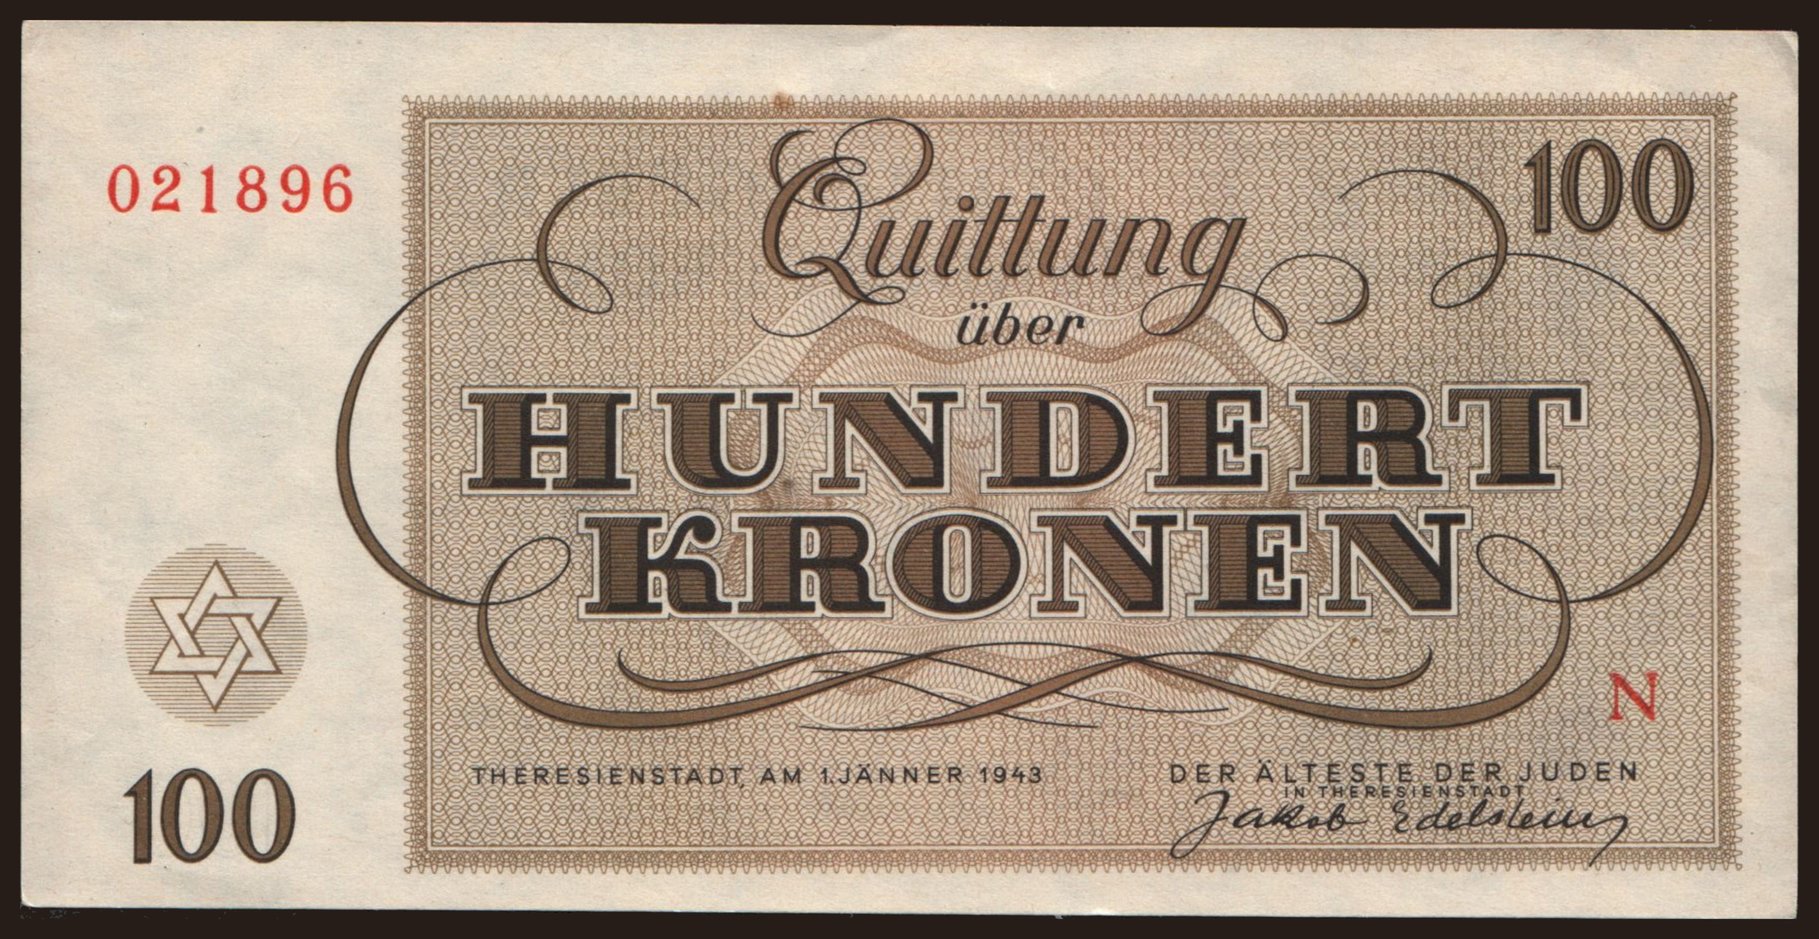 021896
100
Quittung
über
HUNDERT
KRONEN
N
THERESIENSTADT, AM 1. JÄNNER 1943
DER ÄLTESTE DER JUDEN
IN THERESIENSTADT
Jakob Edelstein
100